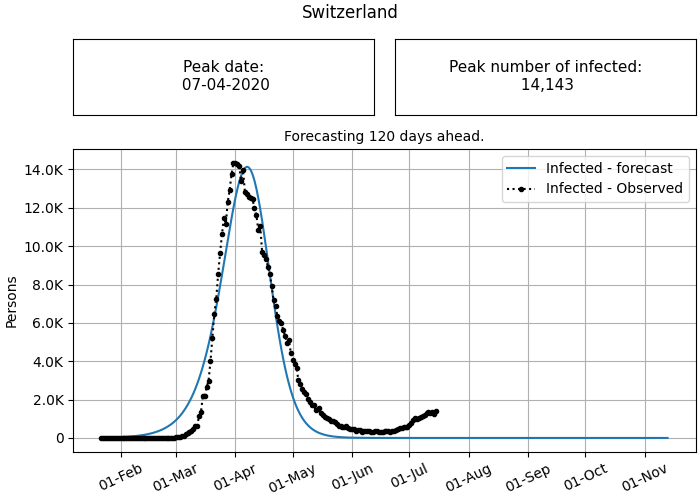 Switzerland
Peak date:
07-04-2020
Peak number of infected:
14,143
Forecasting 120 days ahead.
Infected - forecast
Infected - Observed
14.0K
12.0K
10.0K
8.0K
6.0K
4.0K
2.0K
0
Persons
01-Feb
01-Mar
01-Apr
01-May
01-Jun
01-Jul
01-Aug
01-Sep
01-Oct
01-Nov